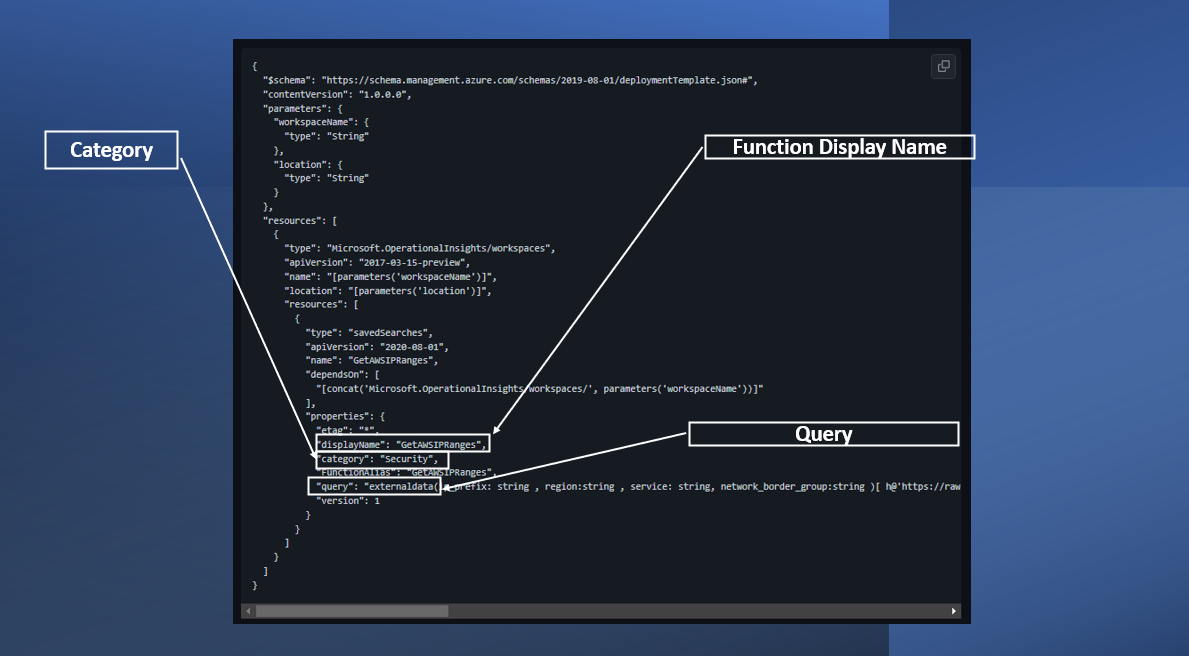 {
"$schema": "https://schema.management.azure.com/schemas/2019-08-01/deploymentTemplate.json#",
"contentVersion": "1.0.0.0",
"parameters": {
"workspaceName": {
"type": "String"
},
"location": {
"type": "String"
}
},
"resources": [
{
"type": "Microsoft.OperationalInsights/workspaces",
"apiVersion": "2017-03-15-preview",
"name": "[parameters('workspaceName')]",
"location": "[parameters('location')]",
"resources": [
{
"type": "savedSearches",
"apiVersion": "2020-08-01",
"name": "GetAWSIPRanges",
"dependsOn": [
"[concat('Microsoft.OperationalInsights/workspaces/', parameters('workspaceName'))]"
],
"properties": {
"etag": "*",
"displayName": "GetAWSIPRanges",
"category": "Security",
"FunctionAlias": "GetAWSIPRanges",
"query": "externaldata( prefix: string , region:string , service: string, network_border_group:string )[ h@'https://raw
"version": 1
}
}
]
}
]
}
Category
Function Display Name
Query